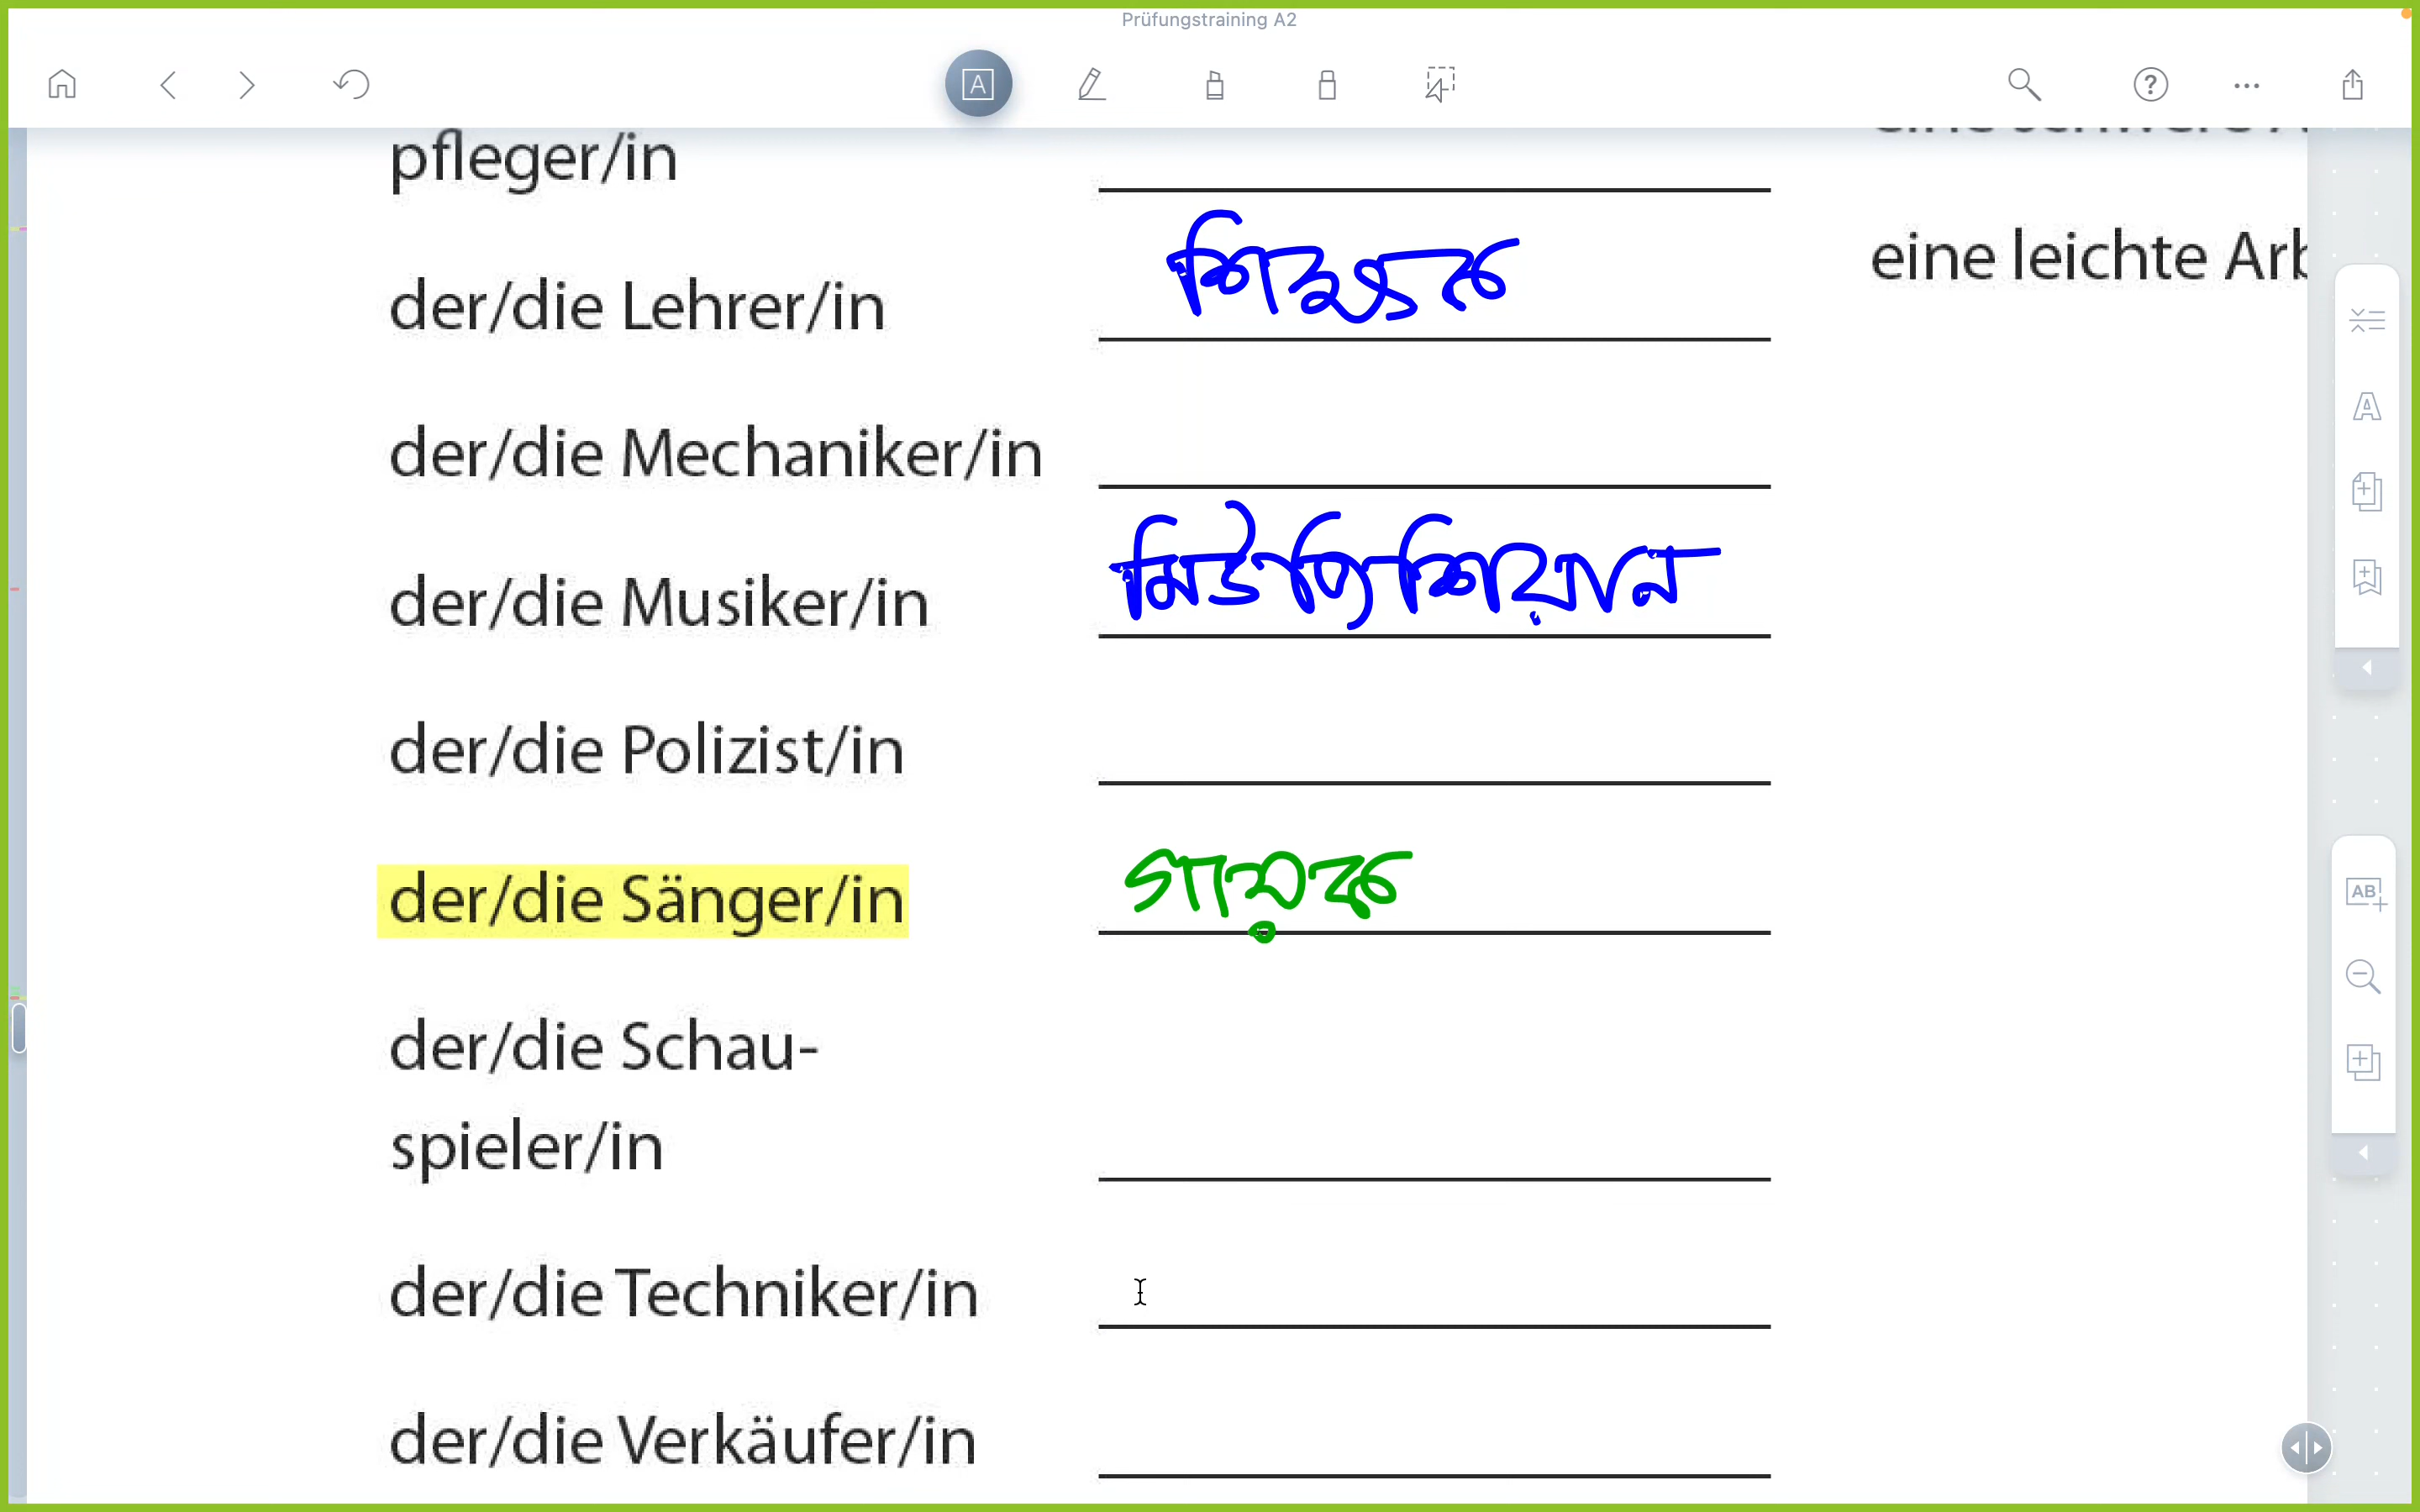 Prüfungstraining A2
pfleger/in
der/die Lehrer/in শিক্ষক
eine leichte Arb
der/die Mechaniker/in
der/die Musiker/in মিউজিশিয়ান
der/die Polizist/in
der/die Sänger/in গায়ক
der/die Schau-
spieler/in
der/die Techniker/in
der/die Verkäufer/in